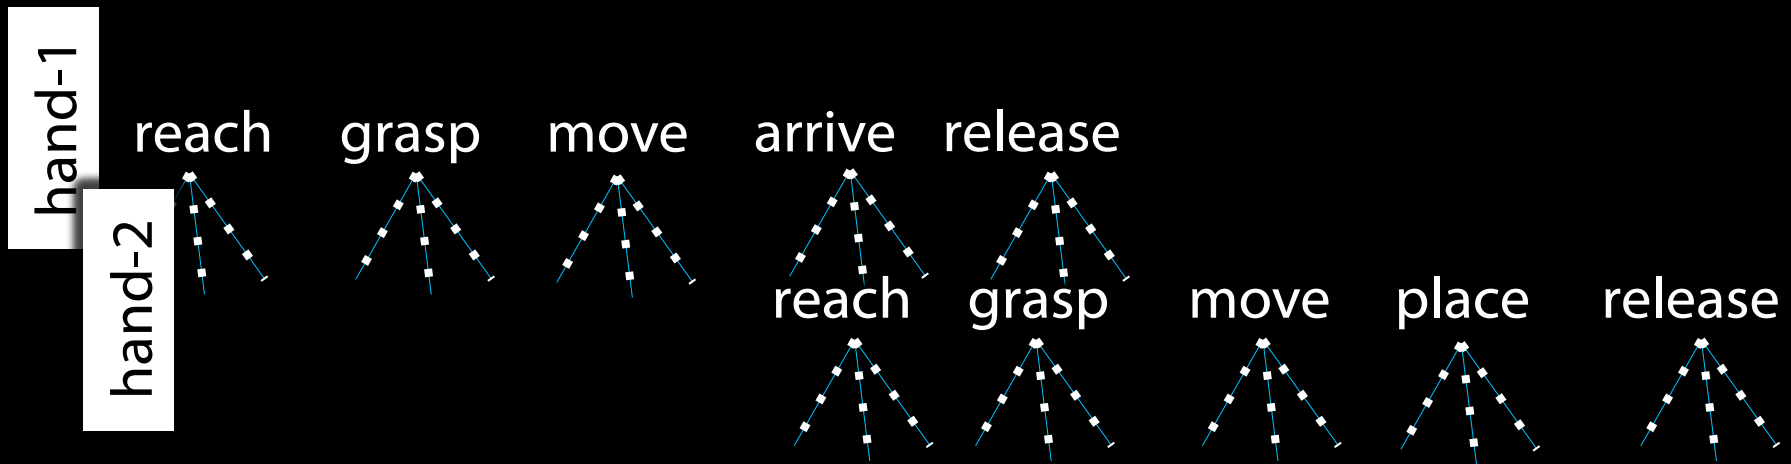 hand-1
reach grasp move arrive release
hand-2
reach grasp move place release